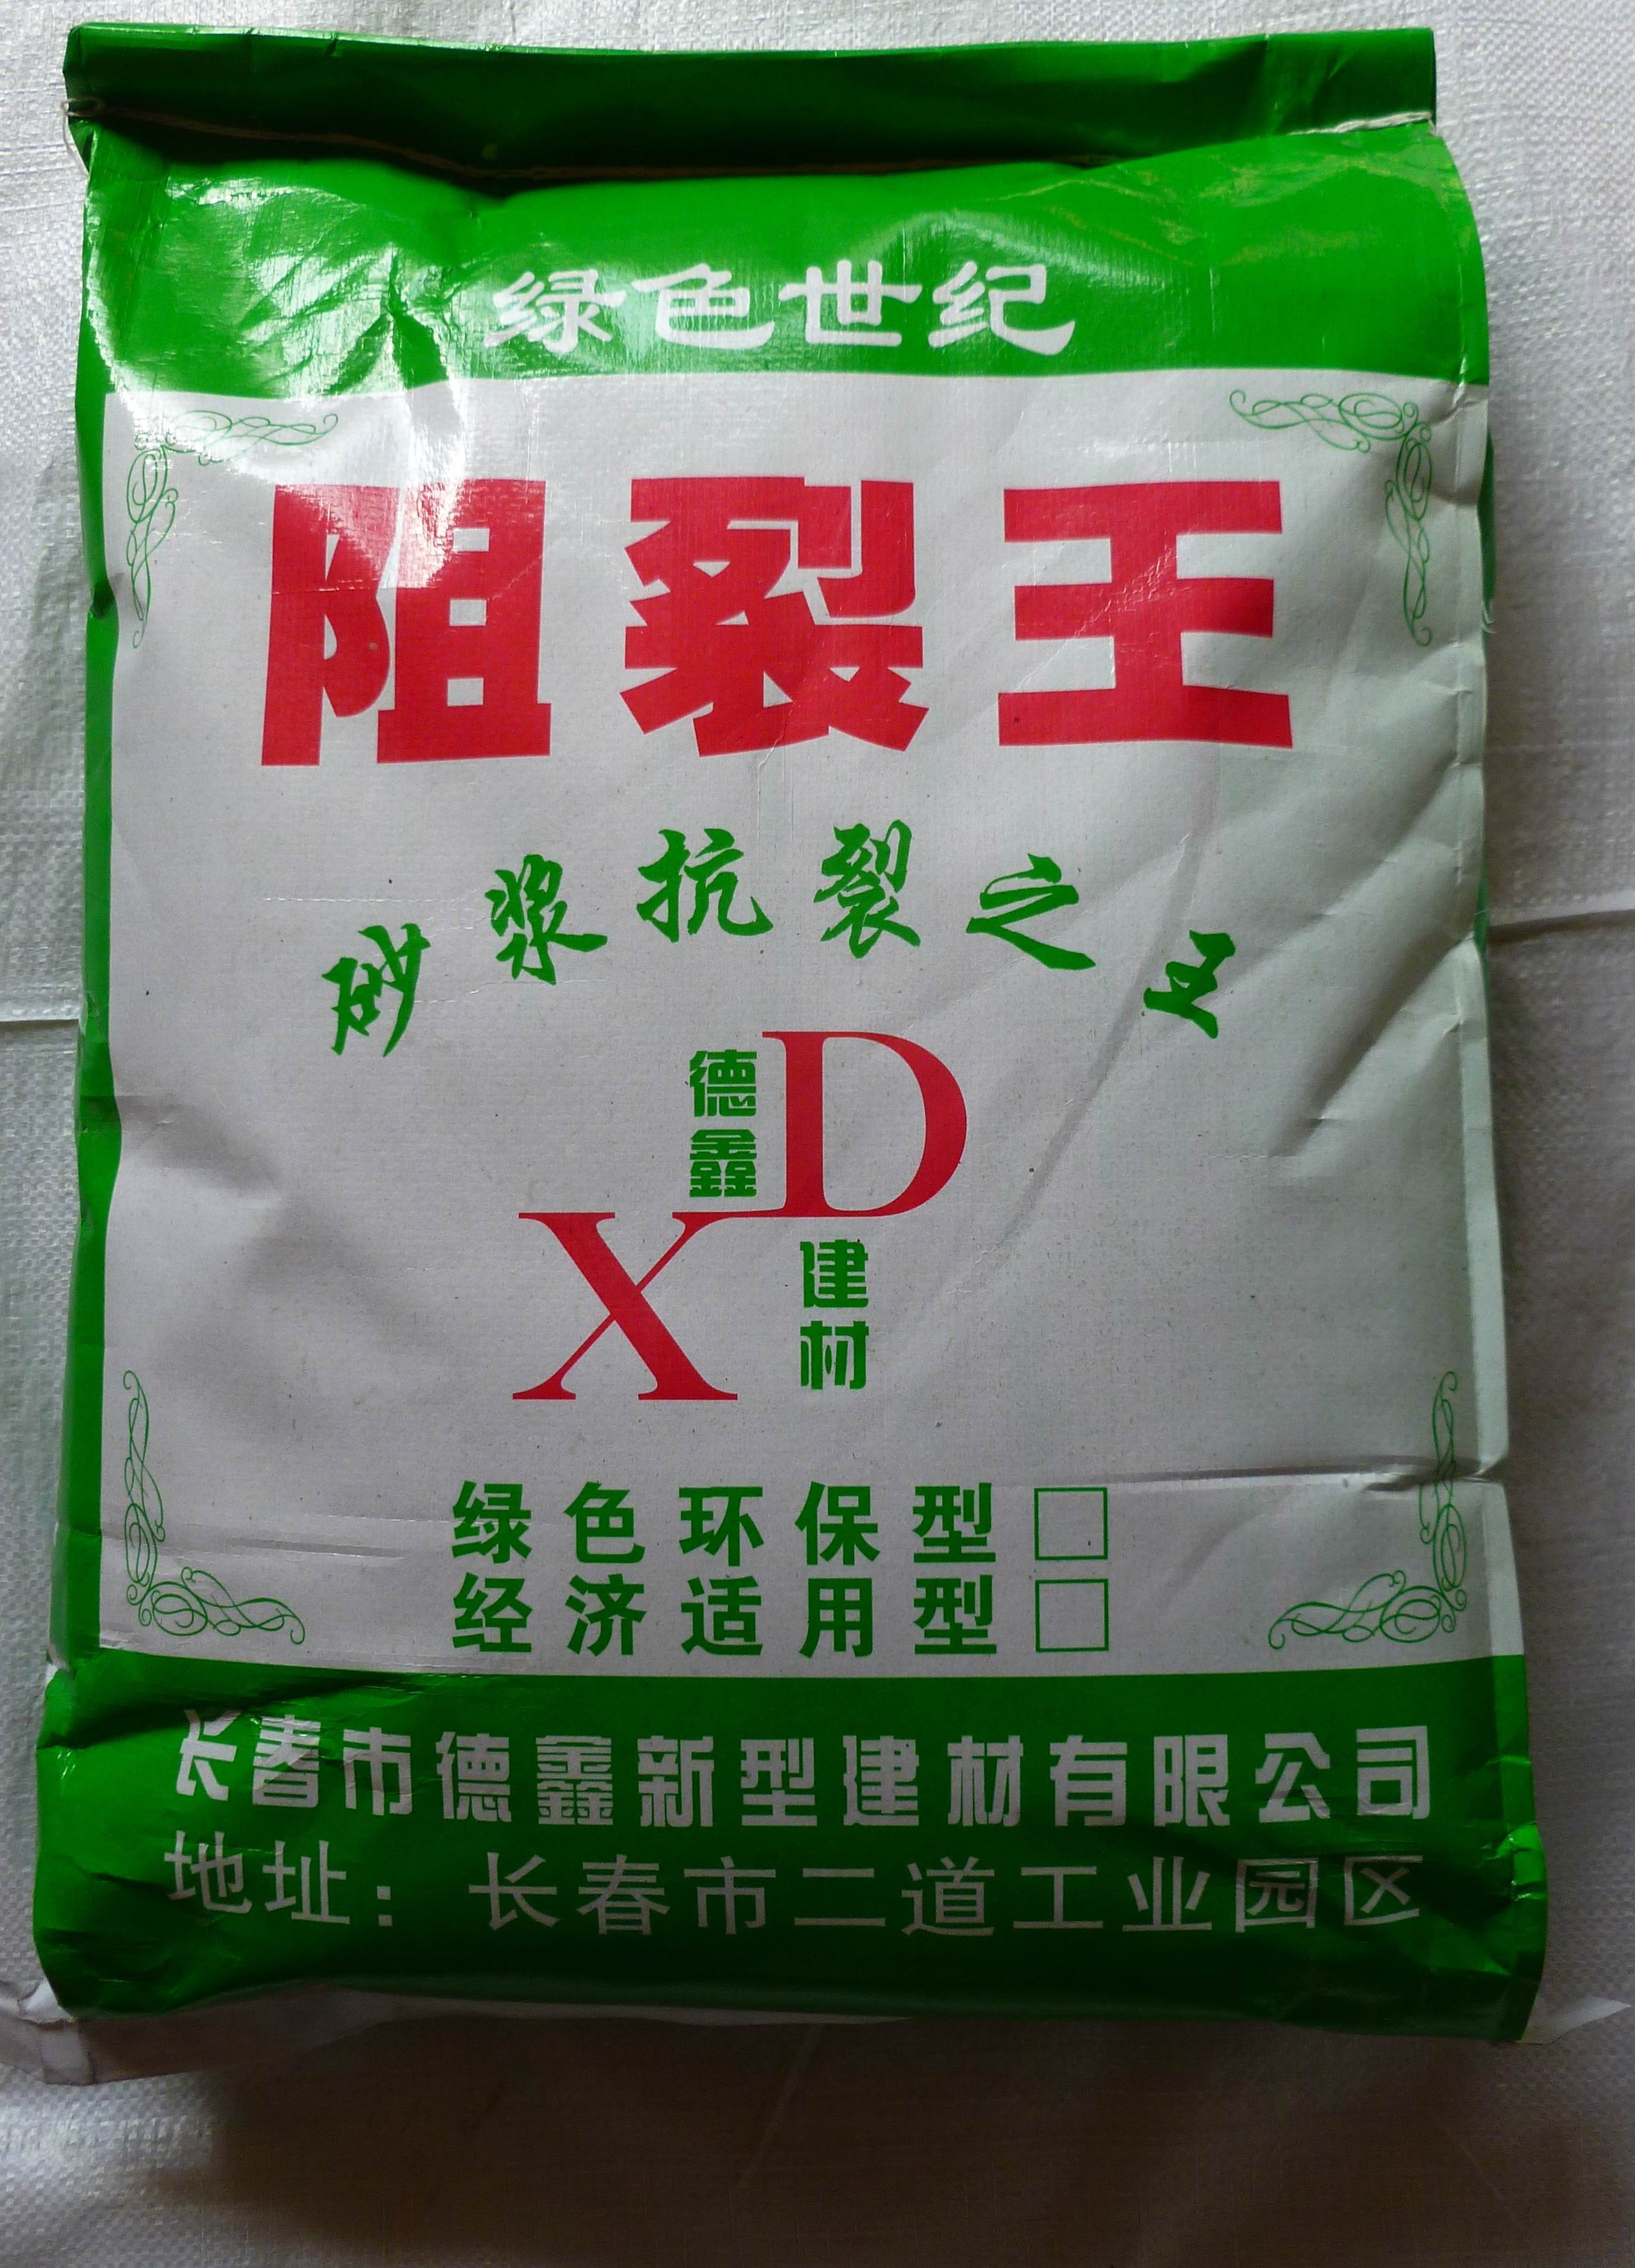 绿色世纪
阻裂王
砂浆抗裂之王
德鑫
D
X
建材
绿色环保型□
经济适用型□
长春市德鑫新型建材有限公司
地址：长春市二道工业园区